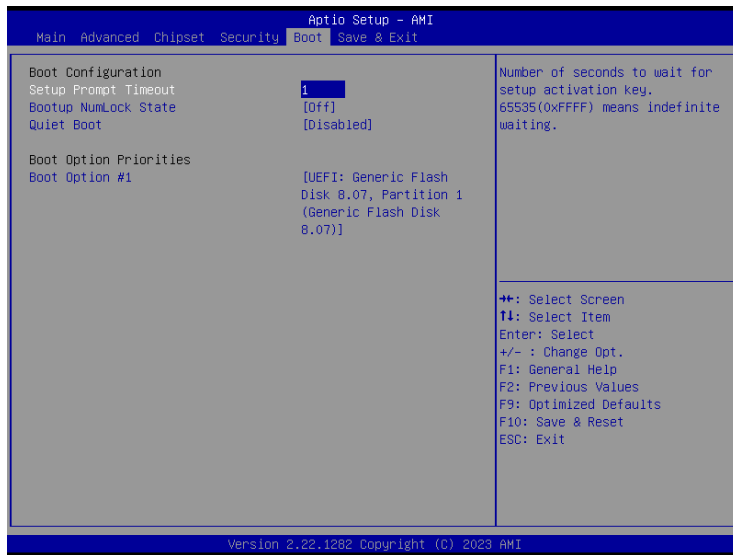 Aptio Setup – AMI
Main Advanced Chipset Security Boot Save & Exit
Boot Configuration
Setup Prompt Timeout 1
Bootup NumLock State [Off]
Quiet Boot [Disabled]
Boot Option Priorities
Boot Option #1 [UEFI: Generic Flash
Disk 8.07, Partition 1
(Generic Flash Disk
8.07)]
Number of seconds to wait for
setup activation key.
65535(0xFFFF) means indefinite
waiting.
→←: Select Screen
↑↓: Select Item
Enter: Select
+/- : Change Opt.
F1: General Help
F2: Previous Values
F9: Optimized Defaults
F10: Save & Reset
ESC: Exit
Version 2.22.1282 Copyright (C) 2023 AMI